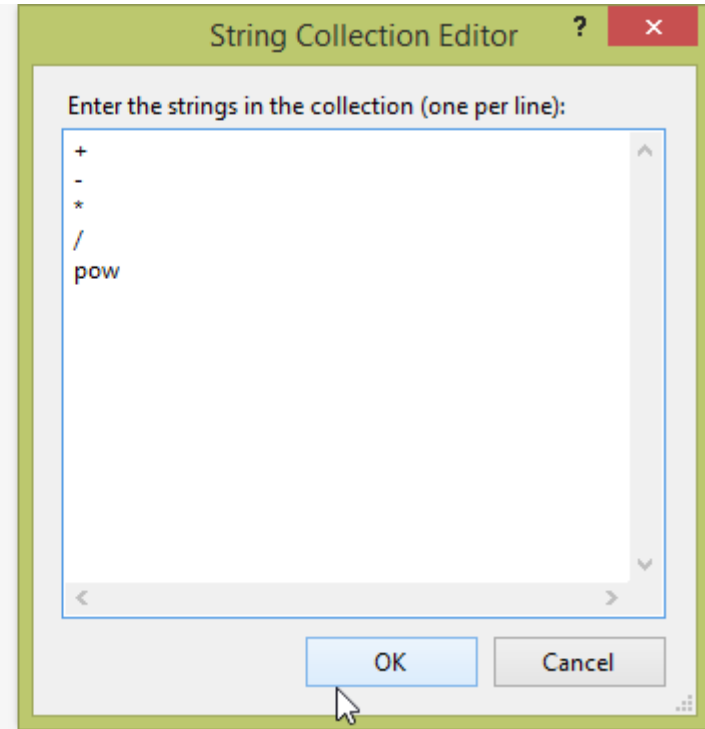 String Collection Editor ? ×
Enter the strings in the collection (one per line):
+
-
*
/
pow
OK Cancel